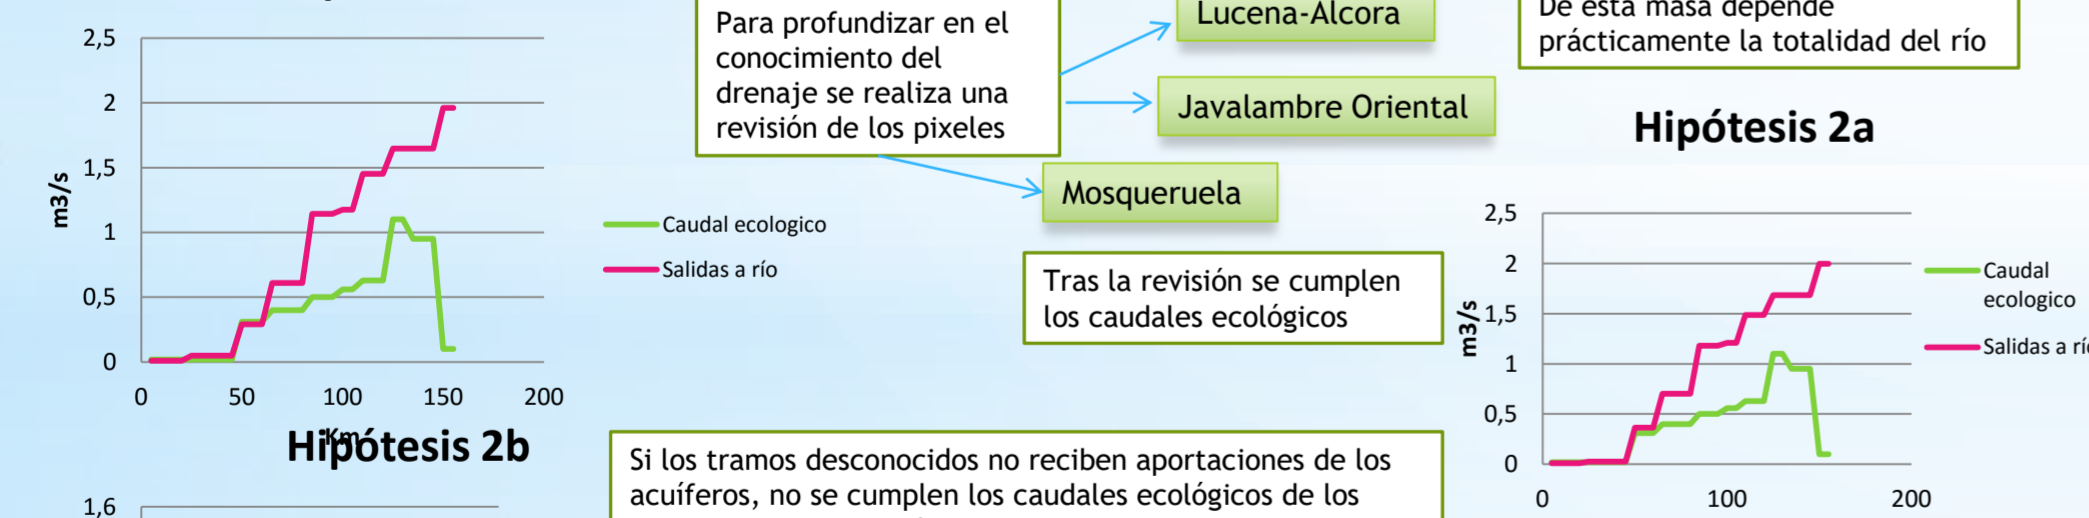 2,5
2
1,5
1
0,5
0
m3/s
0
50
100
150
200
Km
Caudal ecologico
Salidas a río
Para profundizar en el
conocimiento del
drenaje se realiza una
revisión de los pixeles
Lucena-Alcora
Javalambre Oriental
Mosqueruela
De esta masa depende
prácticamente la totalidad del río
Tras la revisión se cumplen
los caudales ecológicos
Hipótesis 2a
2,5
2
1,5
1
0,5
0
m3/s
0
100
200
Caudal
ecologico
Salidas a río
Hipótesis 2b
1,6
Si los tramos desconocidos no reciben aportaciones de los
acuíferos, no se cumplen los caudales ecológicos de los